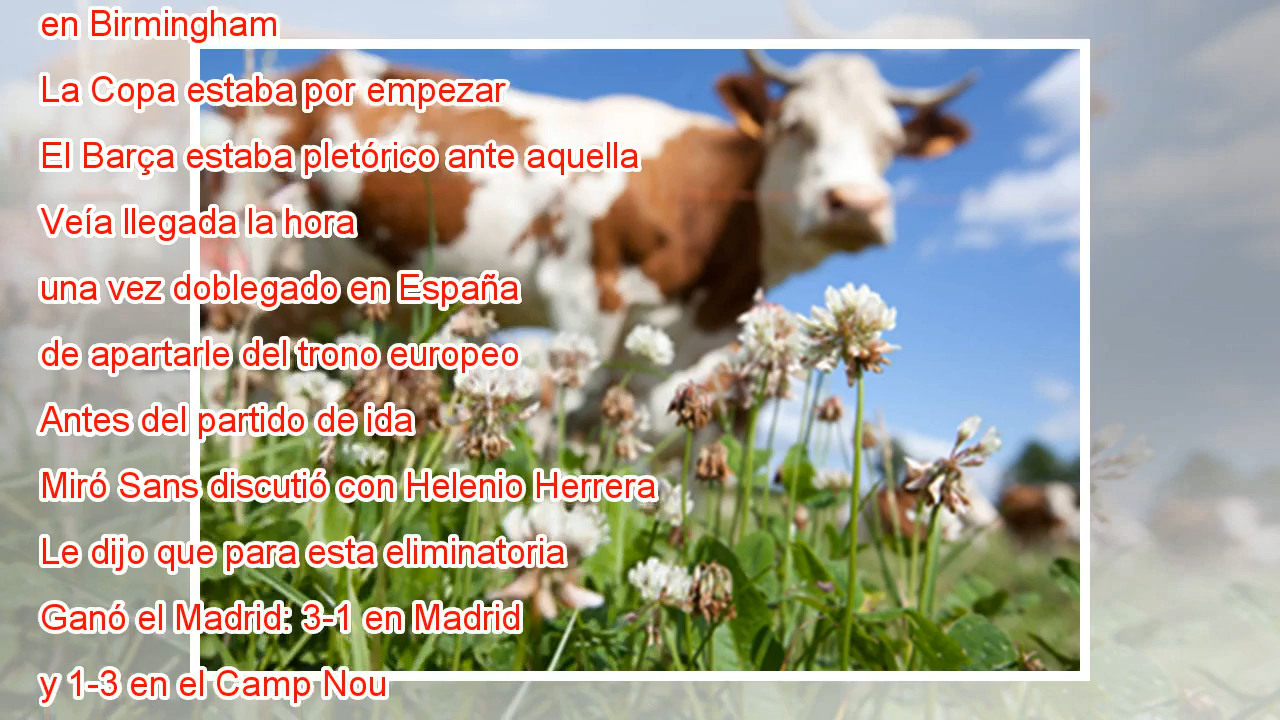 en Birmingham
La Copa estaba por empezar
El Barça estaba pletórico ante aquella
Veía llegada la hora
una vez doblegado en España
de apartarle del trono europeo
Antes del partido de ida
Miró Sans discutió con Helenio Herrera
Le dijo que para esta eliminatoria
Ganó el Madrid: 3-1 en Madrid
y 1-3 en el Camp Nou